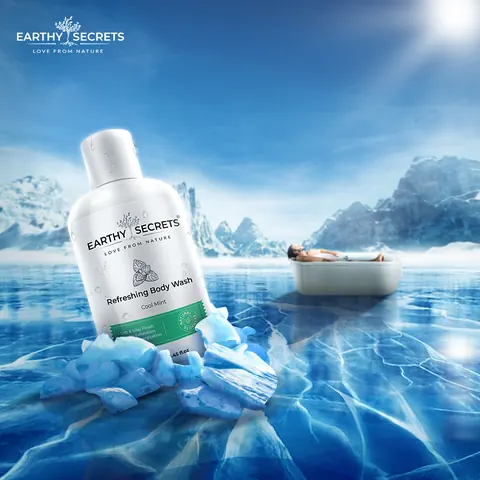 EARTHY SECRETS
LOVE FROM NATURE
EARTHY SECRETS®
LOVE FROM NATURE
Refreshing Body Wash
Cool Mint